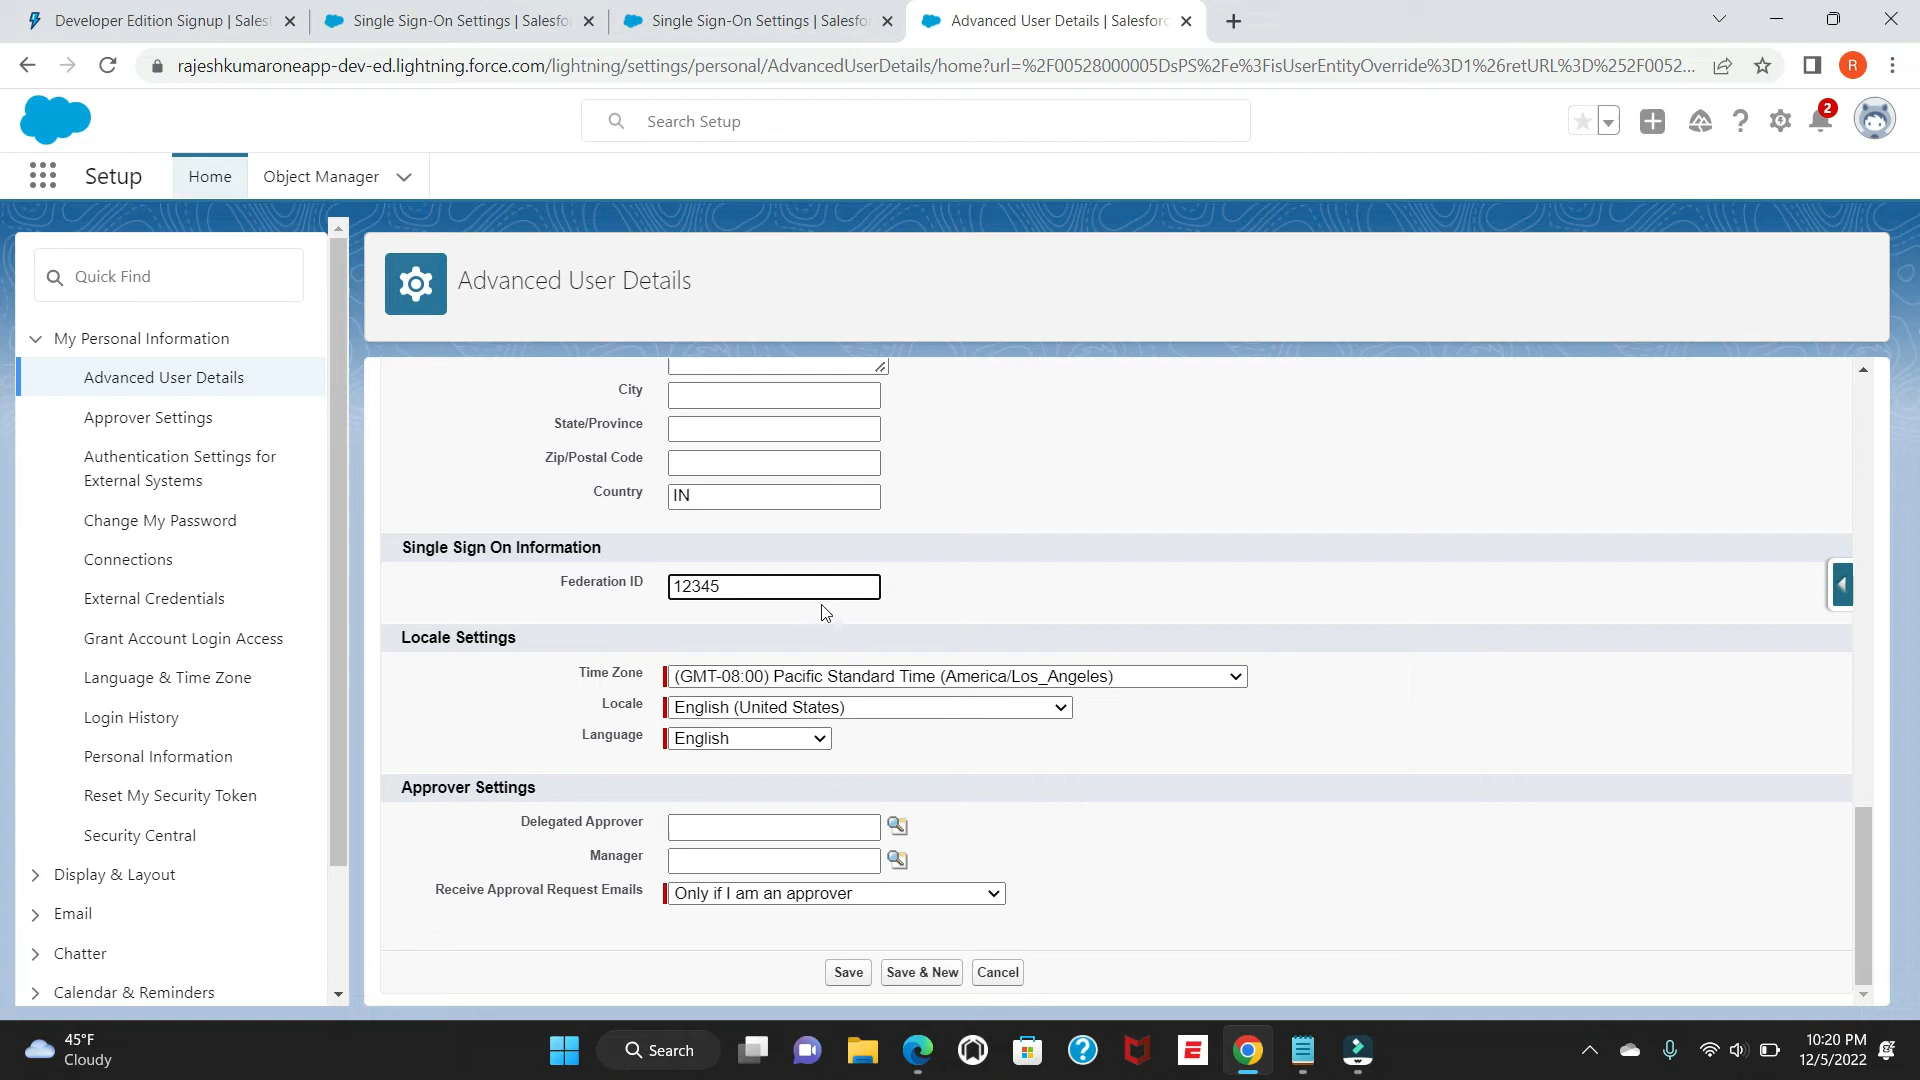 Developer Edition Signup | Sales
Single Sign-On Settings | Salesfo
Single Sign-On Settings | Salesfor
Advanced User Details | Salesforc
rajeshkumaroneapp-dev-ed.lightning.force.com/lightning/settings/personal/AdvancedUserDetails/home?url=%2F00528000005DsPS%2Fe%3FisUserEntityOverride%3D1%26retURL%3D%252F0052...
R
Search Setup
2
Setup
Home
Object Manager
Quick Find
My Personal Information
Advanced User Details
Approver Settings
Authentication Settings for
External Systems
Change My Password
Connections
External Credentials
Grant Account Login Access
Language & Time Zone
Login History
Personal Information
Reset My Security Token
Security Central
Display & Layout
Email
Chatter
Calendar & Reminders
Advanced User Details
City
State/Province
Zip/Postal Code
Country IN
Single Sign On Information
Federation ID 12345
Locale Settings
Time Zone (GMT-08:00) Pacific Standard Time (America/Los_Angeles)
Locale English (United States)
Language English
Approver Settings
Delegated Approver
Manager
Receive Approval Request Emails Only if I am an approver
Save Save & New Cancel
45°F
Cloudy
Search
10:20 PM
12/5/2022